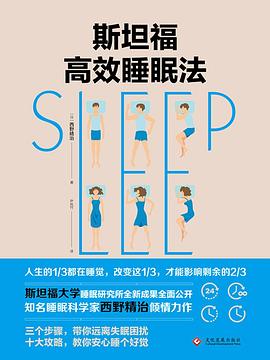 斯坦福
高效睡眠法
SLEEP
[日] 西野精治 著
LEE
人生的1/3都在睡觉，改变这1/3，才能影响剩余的2/3
斯坦福大学睡眠研究所全新成果全面公开
知名睡眠科学家西野精治倾情力作
24
三个步骤，带你远离失眠困扰
十大攻略，教你安心睡个好觉
文化发展出版社